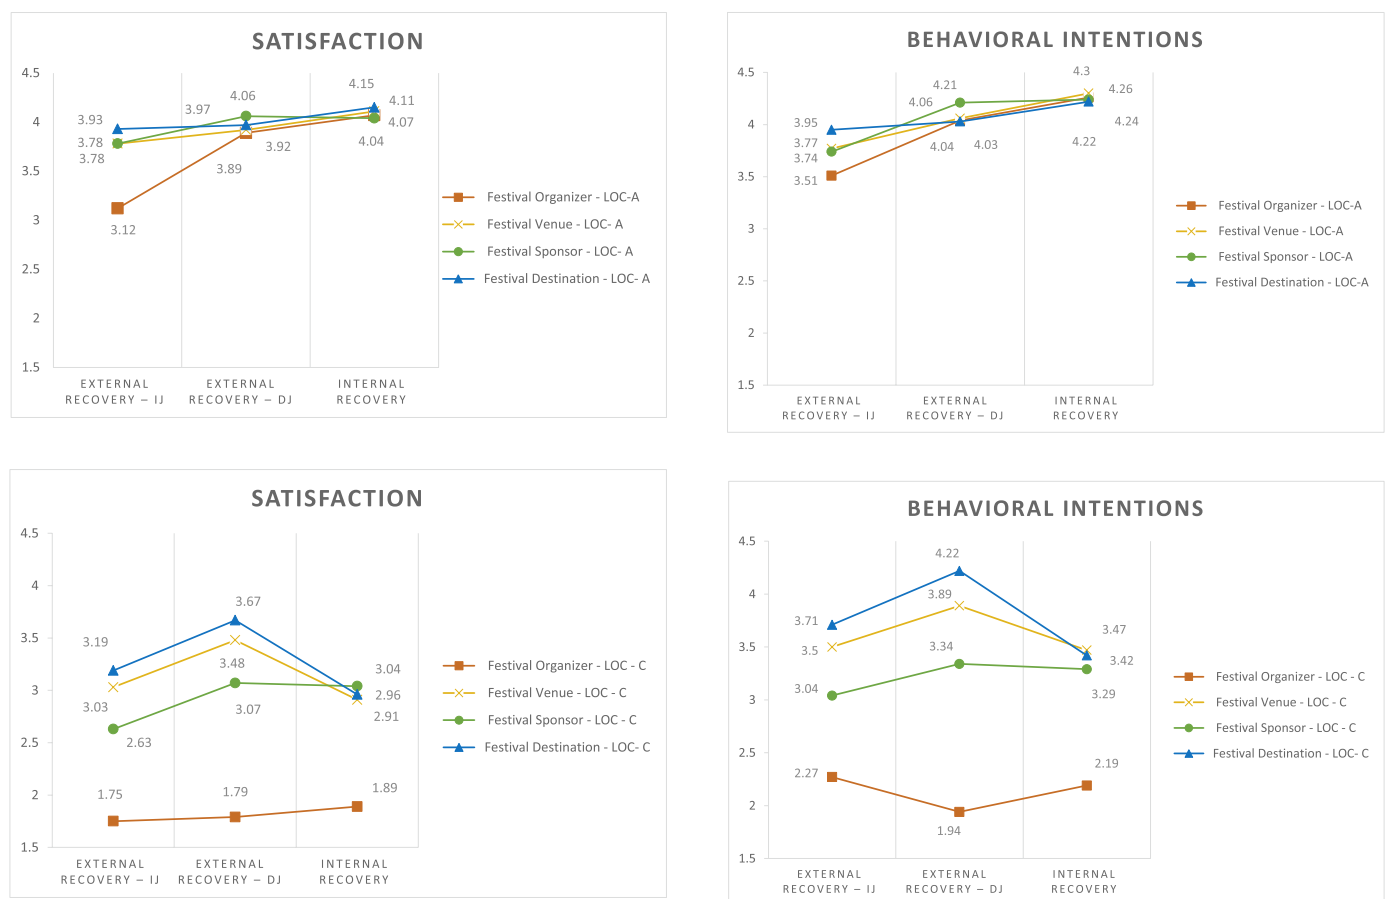 SATISFACTION
4.5
4
3.5
3
2.5
2
1.5
3.93
3.78
3.78
3.12
3.97
4.06
3.92
3.89
4.15
4.11
4.07
4.04
EXTERNAL
RECOVERY – IJ
EXTERNAL
RECOVERY – DJ
INTERNAL
RECOVERY
Festival Organizer - LOC-A
Festival Venue - LOC- A
Festival Sponsor - LOC- A
Festival Destination - LOC- A
BEHAVIORAL INTENTIONS
4.5
4
3.5
3
2.5
2
1.5
3.95
3.77
3.74
3.51
4.21
4.06
4.04
4.03
4.3
4.26
4.24
4.22
EXTERNAL
RECOVERY – IJ
EXTERNAL
RECOVERY – DJ
INTERNAL
RECOVERY
Festival Organizer - LOC-A
Festival Venue - LOC-A
Festival Sponsor - LOC-A
Festival Destination - LOC-A
SATISFACTION
4.5
4
3.5
3
2.5
2
1.5
3.19
3.03
2.63
1.75
3.67
3.48
3.07
1.79
3.04
2.96
2.91
1.89
EXTERNAL
RECOVERY – IJ
EXTERNAL
RECOVERY – DJ
INTERNAL
RECOVERY
Festival Organizer - LOC - C
Festival Venue - LOC - C
Festival Sponsor - LOC - C
Festival Destination - LOC- C
BEHAVIORAL INTENTIONS
4.5
4
3.5
3
2.5
2
1.5
3.71
3.5
3.04
2.27
4.22
3.89
3.34
1.94
3.47
3.42
3.29
2.19
EXTERNAL
RECOVERY – IJ
EXTERNAL
RECOVERY – DJ
INTERNAL
RECOVERY
Festival Organizer - LOC - C
Festival Venue - LOC - C
Festival Sponsor - LOC - C
Festival Destination - LOC- C